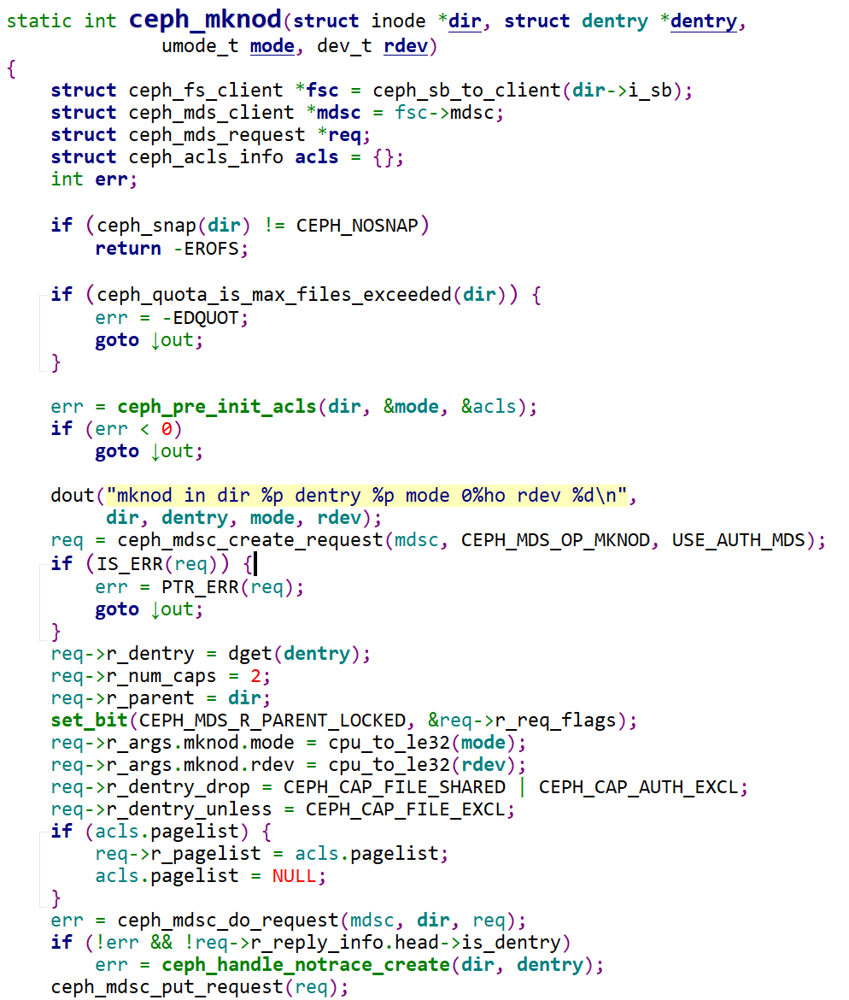 static int ceph_mknod(struct inode *dir, struct dentry *dentry,
umode_t mode, dev_t rdev)
{
struct ceph_fs_client *fsc = ceph_sb_to_client(dir->i_sb);
struct ceph_mds_client *mdsc = fsc->mdsc;
struct ceph_mds_request *req;
struct ceph_acls_info acls = {};
int err;
if (ceph_snap(dir) != CEPH_NOSNAP)
return -EROFS;
if (ceph_quota_is_max_files_exceeded(dir)) {
err = -EDQUOT;
goto ↓out;
}
err = ceph_pre_init_acls(dir, &mode, &acls);
if (err < 0)
goto ↓out;
dout("mknod in dir %p dentry %p mode 0%ho rdev %d\n",
dir, dentry, mode, rdev);
req = ceph_mdsc_create_request(mdsc, CEPH_MDS_OP_MKNOD, USE_AUTH_MDS);
if (IS_ERR(req)) {
err = PTR_ERR(req);
goto ↓out;
}
req->r_dentry = dget(dentry);
req->r_num_caps = 2;
req->r_parent = dir;
set_bit(CEPH_MDS_R_PARENT_LOCKED, &req->r_req_flags);
req->r_args.mknod.mode = cpu_to_le32(mode);
req->r_args.mknod.rdev = cpu_to_le32(rdev);
req->r_dentry_drop = CEPH_CAP_FILE_SHARED | CEPH_CAP_AUTH_EXCL;
req->r_dentry_unless = CEPH_CAP_FILE_EXCL;
if (acls.pagelist) {
req->r_pagelist = acls.pagelist;
acls.pagelist = NULL;
}
err = ceph_mdsc_do_request(mdsc, dir, req);
if (!err && !req->r_reply_info.head->is_dentry)
err = ceph_handle_notrace_create(dir, dentry);
ceph_mdsc_put_request(req);